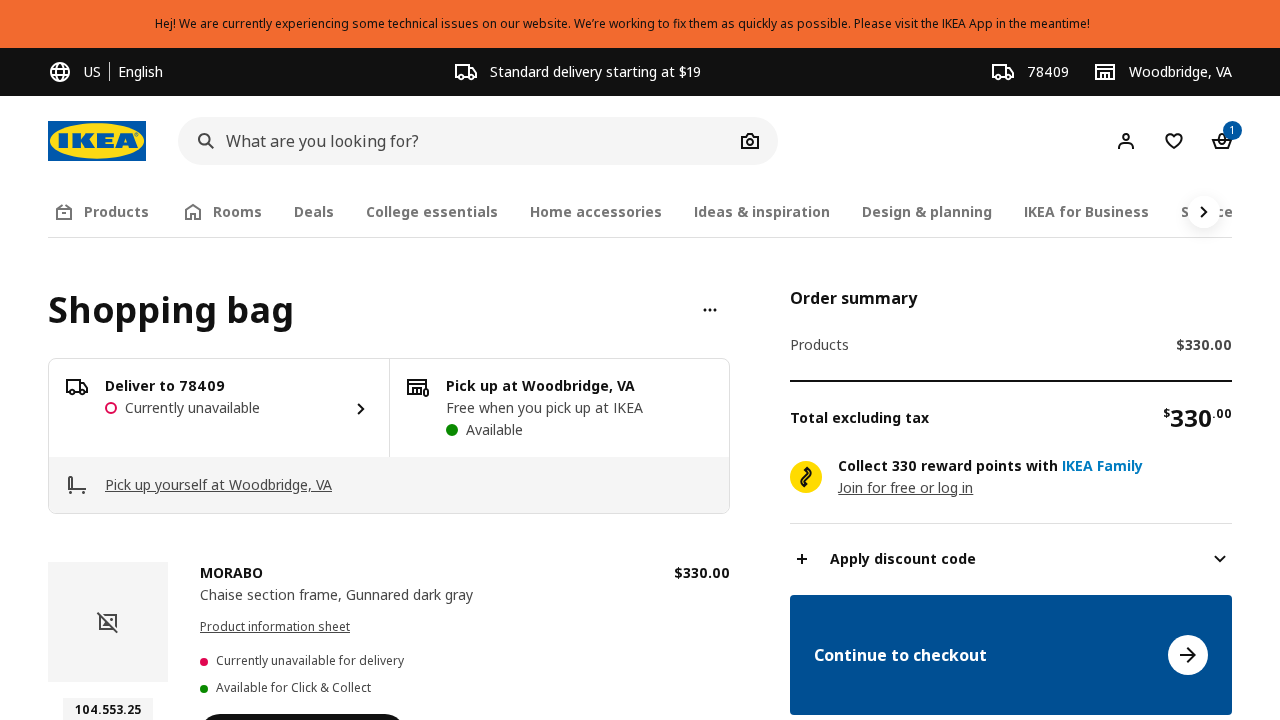 Hej! We are currently experiencing some technical issues on our website. We’re working to fix them as quickly as possible. Please visit the IKEA App in the meantime!
US English
Standard delivery starting at $19
78409
Woodbridge, VA
IKEA
What are you looking for?
1
Products
Rooms
Deals
College essentials
Home accessories
Ideas & inspiration
Design & planning
IKEA for Business
Shopping bag
Deliver to 78409
Currently unavailable
Pick up at Woodbridge, VA
Free when you pick up at IKEA
Available
Pick up yourself at Woodbridge, VA
MORABO
$330.00
Chaise section frame, Gunnared dark gray
Product information sheet
Currently unavailable for delivery
Available for Click & Collect
104.553.25
Order summary
Products $330.00
Total excluding tax $330.00
Collect 330 reward points with IKEA Family
Join for free or log in
Apply discount code
Continue to checkout